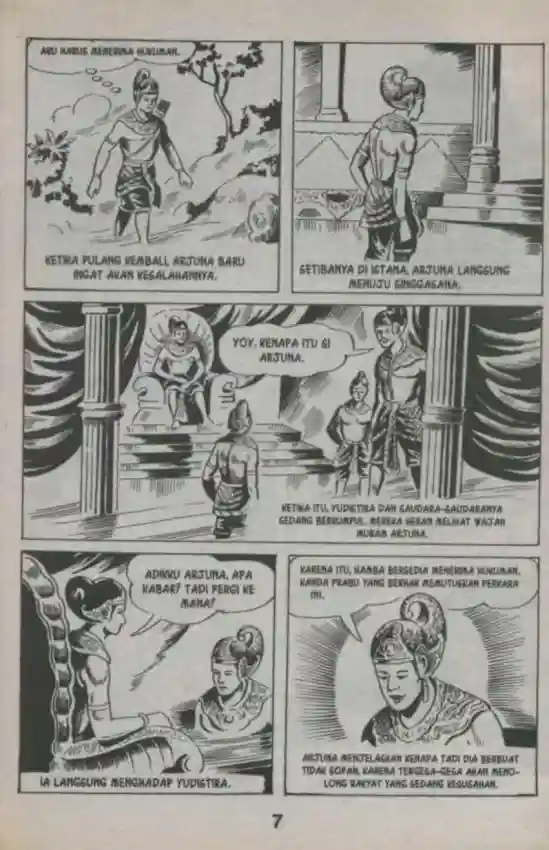 AKU HARUS MENERIMA HUKUMAN.
KETIKA PULANG KEMBALI, ARJUNA BARU
INGAT AKAN KESALAHANNYA.
SETIBANYA DI ISTANA, ARJUNA LANGSUNG
MENUJU SINGGASANA.
YOY, KENAPA ITU SI
ARJUNA.
KETIKA ITU, YUDISTIRA DAN SAUDARA-SAUDARANYA
SEDANG BERKUMPUL. MEREKA HERAN MELIHAT WAJAH
MURAM ARJUNA.
ADIKKU ARJUNA, APA
KABAR? TADI PERGI KE
MANA?
IA LANGSUNG MENGHADAP YUDISTIRA.
KARENA ITU, HAMBA BERSEDIA MENERIMA HUKUMAN.
KANDA PRABU YANG BERHAK MEMUTUSKAN PERKARA
INI.
ARJUNA MENJELASKAN KENAPA TADI DIA BERBUAT
TIDAK SOPAN, KARENA TERGESA-GESA AKAN MENO-
LONG RAKYAT YANG SEDANG KESUSAHAN.
7